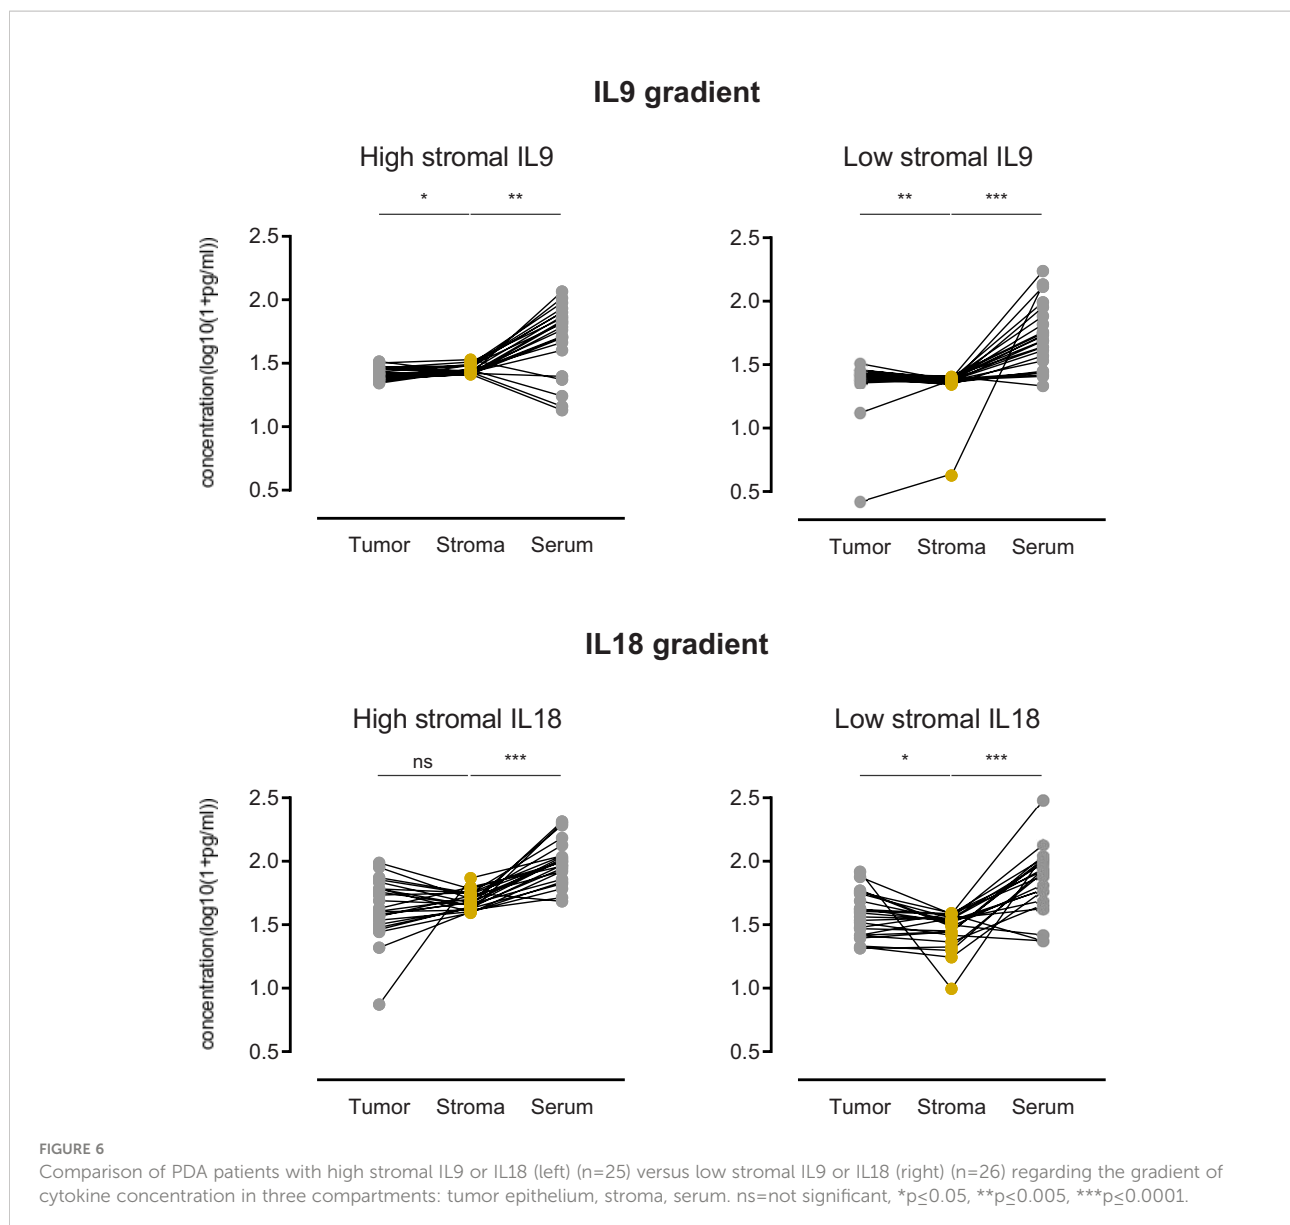 IL9 gradient
High stromal IL9
Low stromal IL9
* **
** ***
concentration(log10(1+pg/ml))
2.5
2.0
1.5
1.0
0.5
2.5
2.0
1.5
1.0
0.5
Tumor Stroma Serum
Tumor Stroma Serum
IL18 gradient
High stromal IL18
Low stromal IL18
ns ***
* ***
concentration(log10(1+pg/ml))
2.5
2.0
1.5
1.0
0.5
2.5
2.0
1.5
1.0
0.5
Tumor Stroma Serum
Tumor Stroma Serum
FIGURE 6
Comparison of PDA patients with high stromal IL9 or IL18 (left) (n=25) versus low stromal IL9 or IL18 (right) (n=26) regarding the gradient of
cytokine concentration in three compartments: tumor epithelium, stroma, serum. ns=not significant, *p≤0.05, **p≤0.005, ***p≤0.0001.